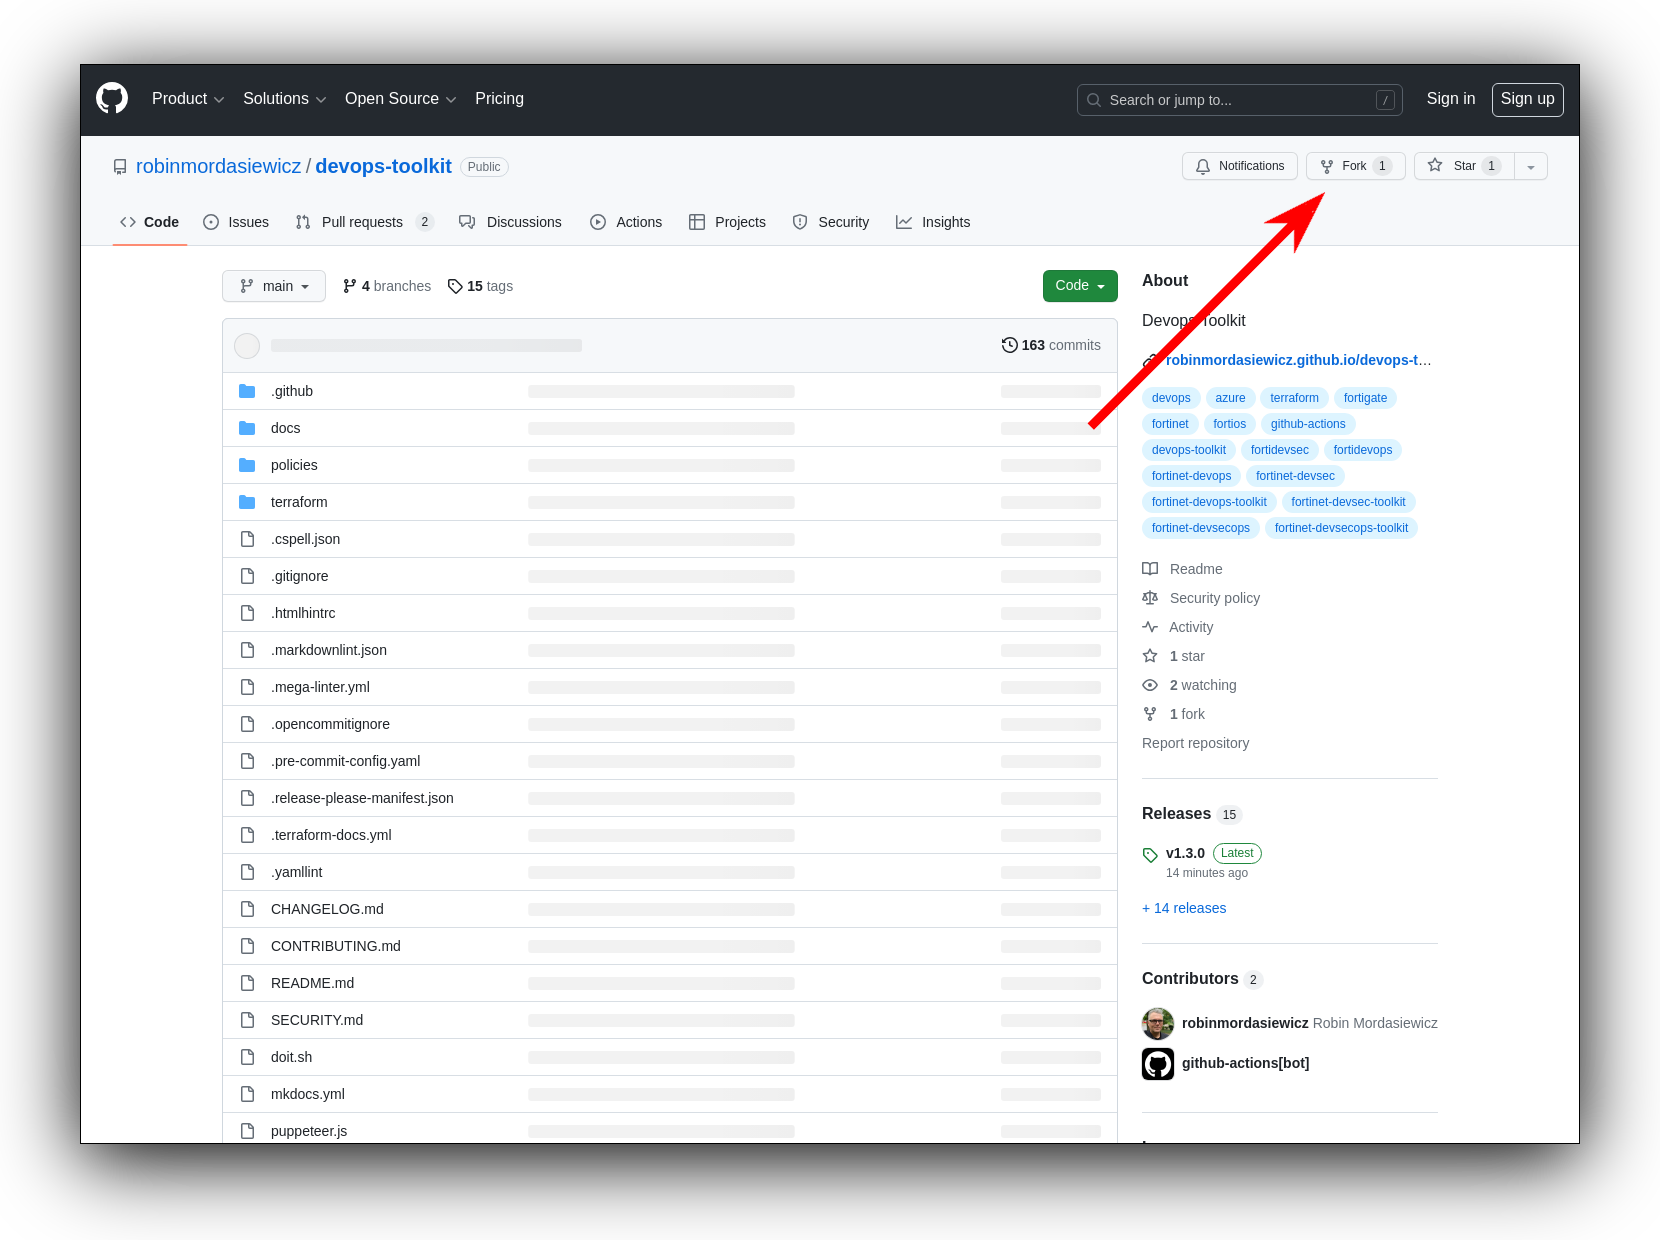 Product Solutions Open Source Pricing Search or jump to... / Sign in Sign up
robinmordasiewicz / devops-toolkit Public Notifications Fork 1 Star 1
Code Issues Pull requests 2 Discussions Actions Projects Security Insights
main 4 branches 15 tags Code
163 commits
.github
docs
policies
terraform
.cspell.json
.gitignore
.htmlhintrc
.markdownlint.json
.mega-linter.yml
.opencommitignore
.pre-commit-config.yaml
.release-please-manifest.json
.terraform-docs.yml
.yamllint
CHANGELOG.md
CONTRIBUTING.md
README.md
SECURITY.md
doit.sh
mkdocs.yml
puppeteer.js
About
Devops Toolkit
robinmordasiewicz.github.io/devops-t…
devops azure terraform fortigate
fortinet fortios github-actions
devops-toolkit fortidevsec fortidevops
fortinet-devops fortinet-devsec
fortinet-devops-toolkit fortinet-devsec-toolkit
fortinet-devsecops fortinet-devsecops-toolkit
Readme
Security policy
Activity
1 star
2 watching
1 fork
Report repository
Releases 15
v1.3.0 Latest
14 minutes ago
+ 14 releases
Contributors 2
robinmordasiewicz Robin Mordasiewicz
github-actions[bot]